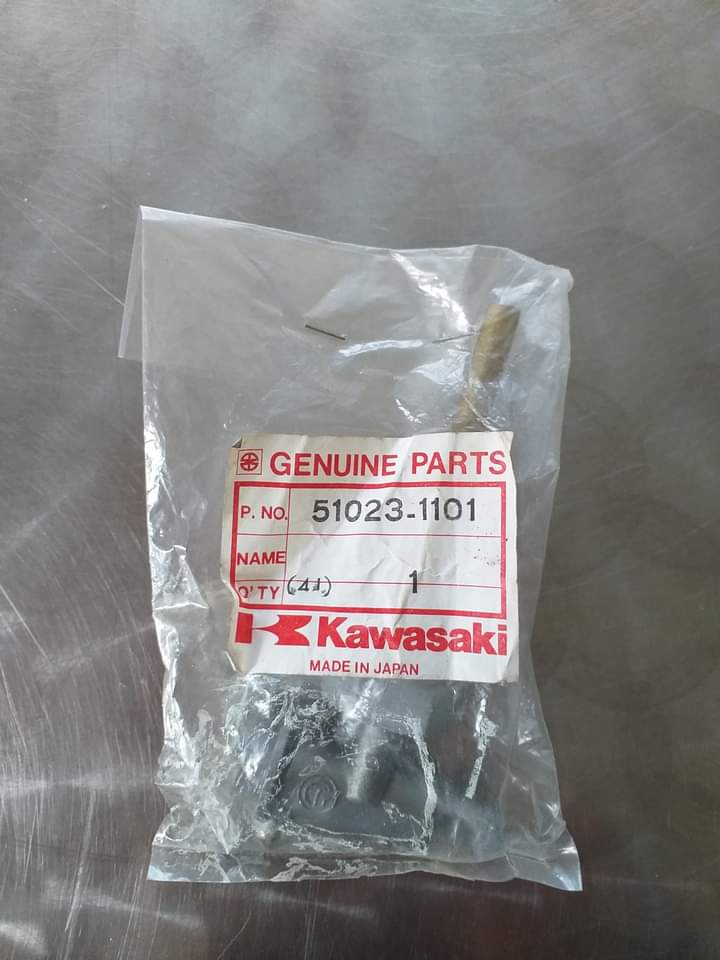 GENUINE PARTS
P. NO. 51023-1101
NAME
Q'TY (41.) 1
Kawasaki
MADE IN JAPAN